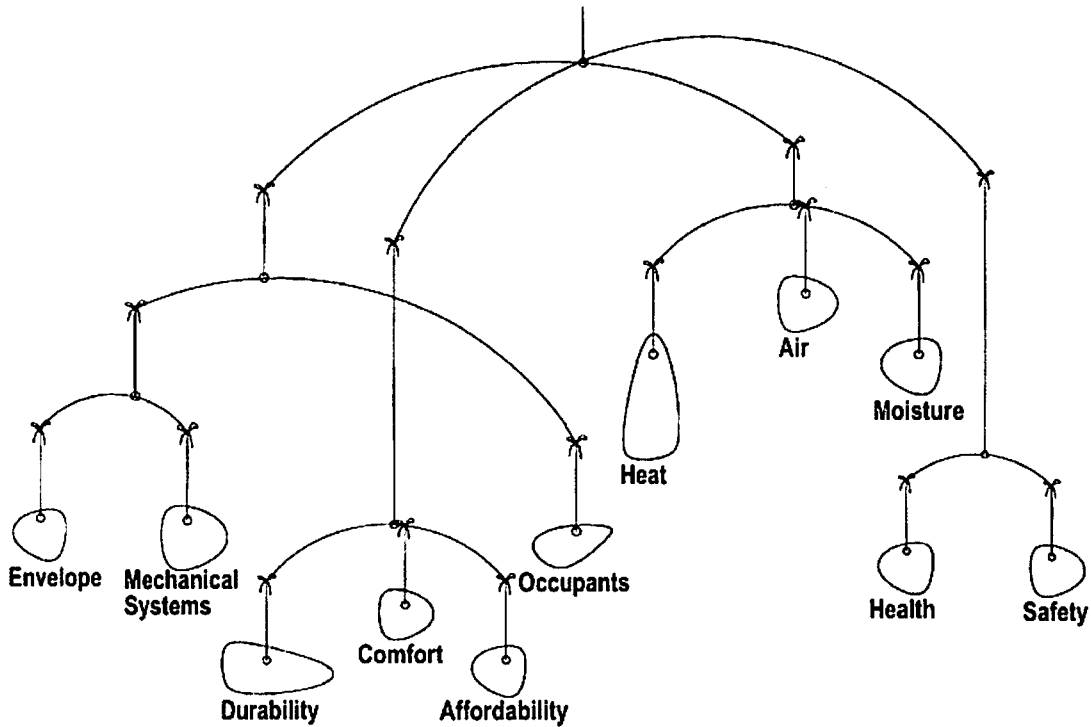 Air
Moisture
Heat
Envelope
Mechanical
Systems
Occupants
Health
Safety
Comfort
Durability
Affordability